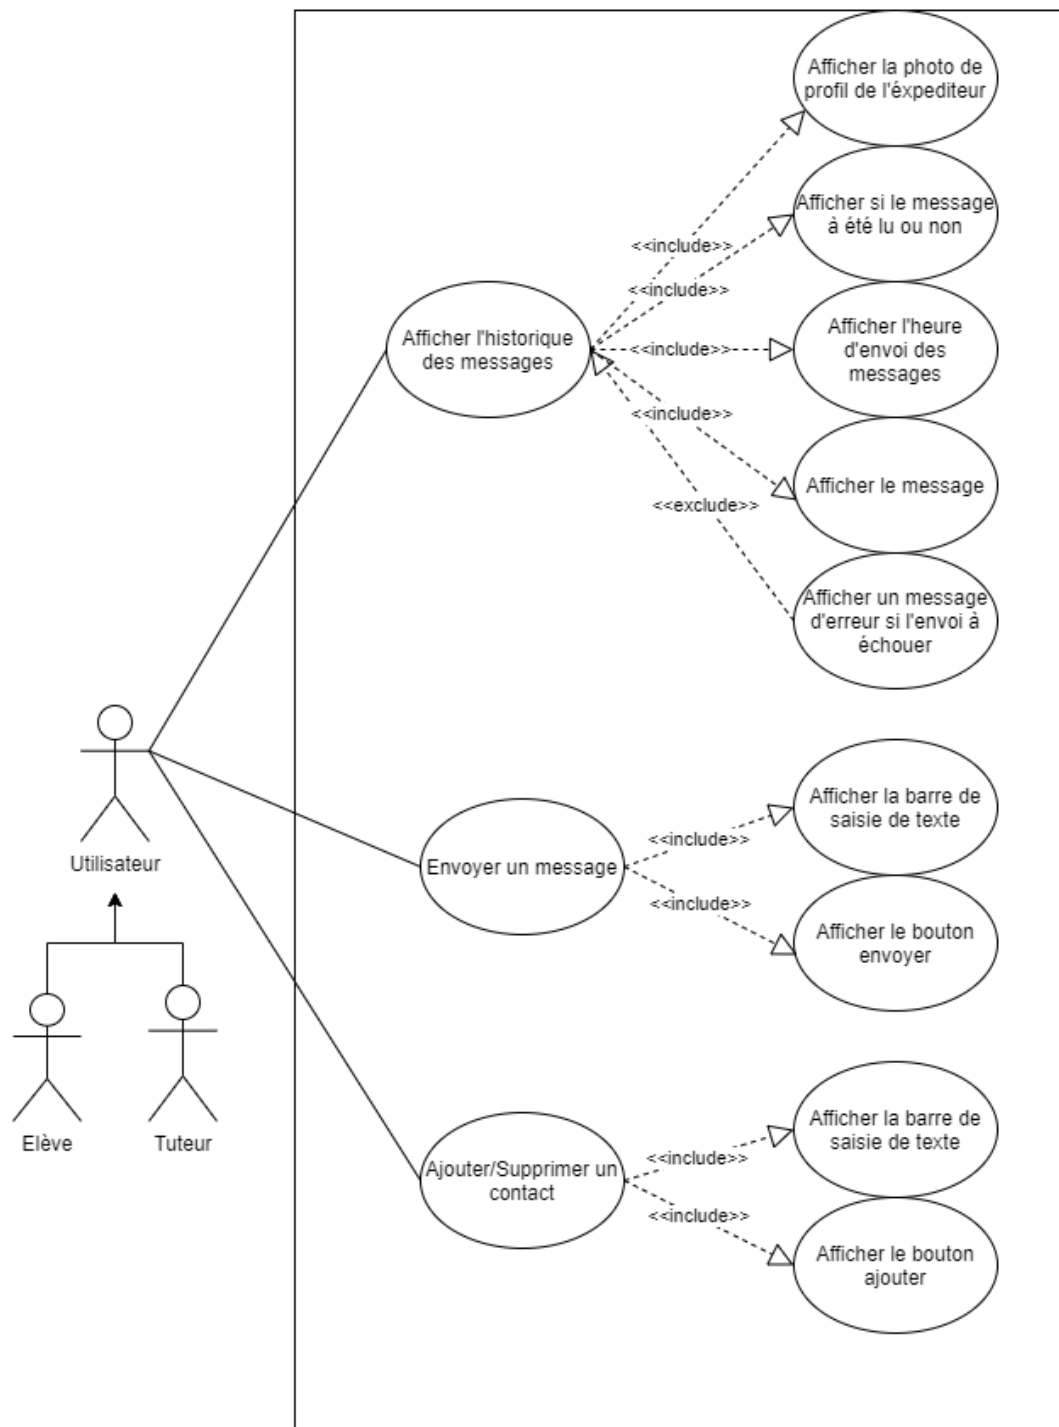 Afficher la photo de
profil de l'éxpediteur
Afficher si le message
à été lu ou non
<<include>>
<<include>>
Afficher l'historique
des messages
<<include>>
Afficher l'heure
d'envoi des
messages
<<include>>
Afficher le message
<<exclude>>
Afficher un message
d'erreur si l'envoi à
échouer
Utilisateur
Elève
Tuteur
Envoyer un message
<<include>>
<<include>>
Afficher la barre de
saisie de texte
Afficher le bouton
envoyer
Ajouter/Supprimer un
contact
<<include>>
<<include>>
Afficher la barre de
saisie de texte
Afficher le bouton
ajouter